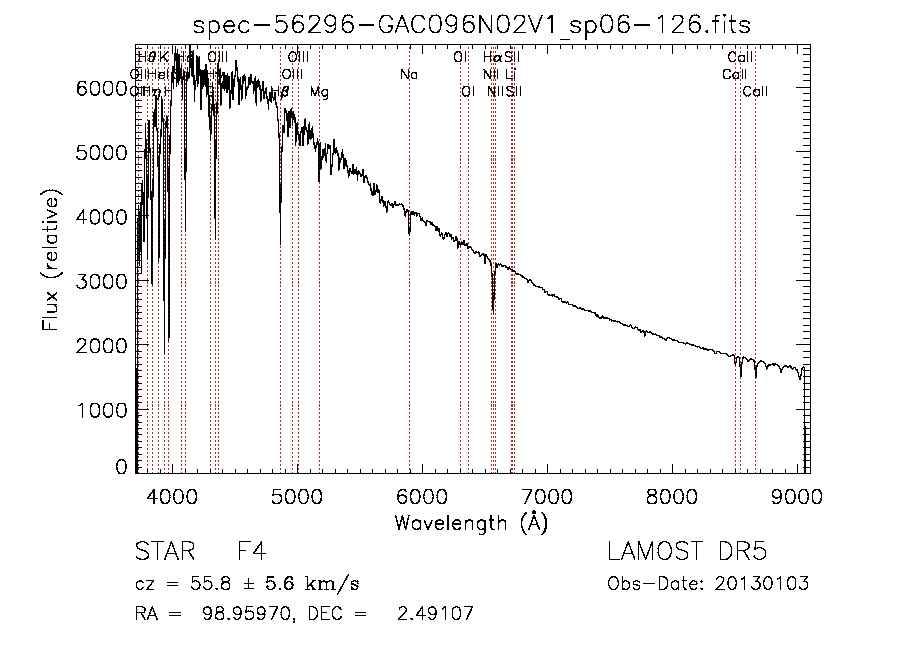 spec-56296-GAC096N02V1_sp06-126.fits
K OIII OIII OI Hα SII CaII
OIII Na NII Li CaII
Hβ Mg OI NII SII CaII
6000
5000
4000
3000
2000
1000
0
Flux (relative)
4000 5000 6000 7000 8000 9000
Wavelength (Å)
STAR F4 LAMOST DR5
cz = 55.8 ± 5.6 km/s Obs-Date: 20130103
RA = 98.95970, DEC = 2.49107